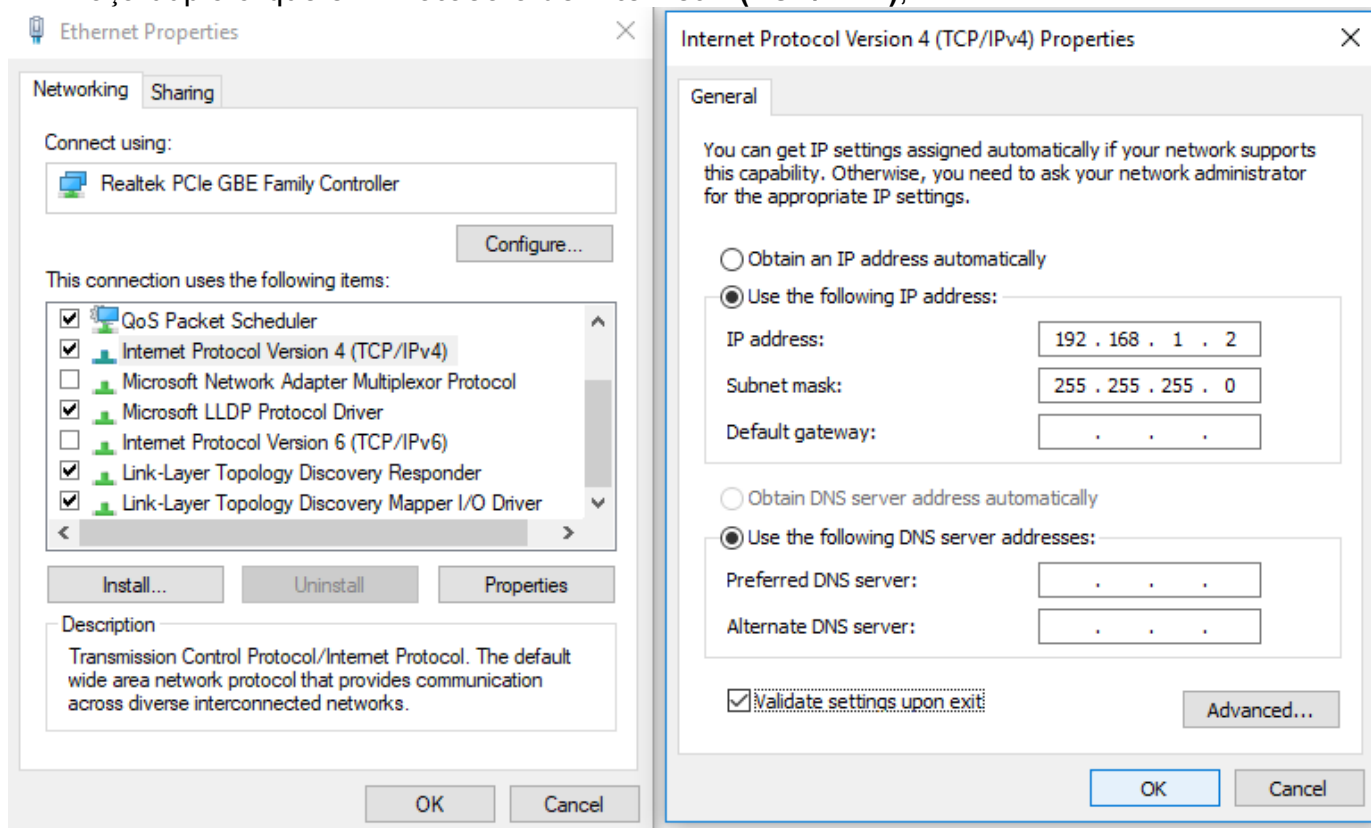 Ethernet Properties
Networking
Sharing
Connect using:
Realtek PCIe GBE Family Controller
Configure...
This connection uses the following items:
QoS Packet Scheduler
Internet Protocol Version 4 (TCP/IPv4)
Microsoft Network Adapter Multiplexor Protocol
Microsoft LLDP Protocol Driver
Internet Protocol Version 6 (TCP/IPv6)
Link-Layer Topology Discovery Responder
Link-Layer Topology Discovery Mapper I/O Driver
Install...
Uninstall
Properties
Description
Transmission Control Protocol/Internet Protocol. The default
wide area network protocol that provides communication
across diverse interconnected networks.
OK
Cancel
Internet Protocol Version 4 (TCP/IPv4) Properties
General
You can get IP settings assigned automatically if your network supports
this capability. Otherwise, you need to ask your network administrator
for the appropriate IP settings.
Obtain an IP address automatically
Use the following IP address:
IP address:
192 . 168 . 1 . 2
Subnet mask:
255 . 255 . 255 . 0
Default gateway:
. . .
Obtain DNS server address automatically
Use the following DNS server addresses:
Preferred DNS server:
. . .
Alternate DNS server:
. . .
Validate settings upon exit
Advanced...
OK
Cancel